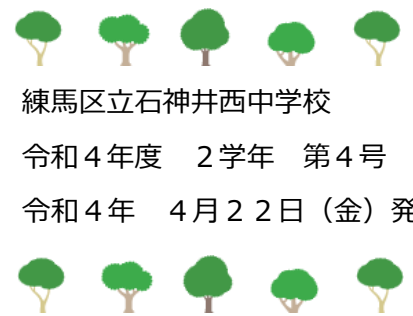 練馬区立石神井西中学校
令和４年度　２学年　第４号
令和４年　４月２２日（金）発